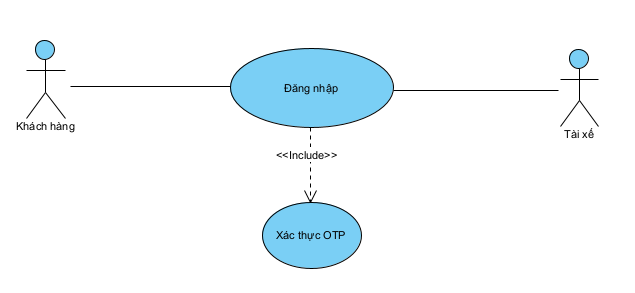 Đăng nhập
Khách hàng
Tài xế
<<Include>>
Xác thực OTP